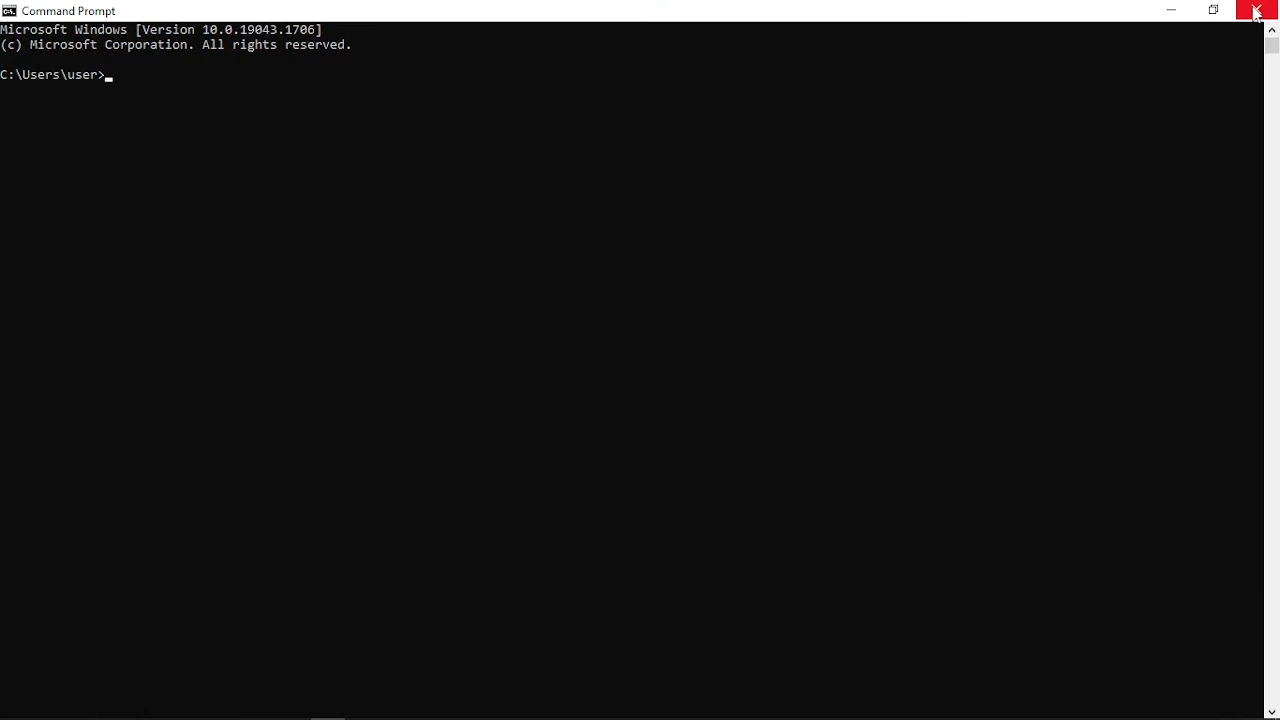 Command Prompt
Microsoft Windows [Version 10.0.19043.1706]
(c) Microsoft Corporation. All rights reserved.
C:\Users\user>